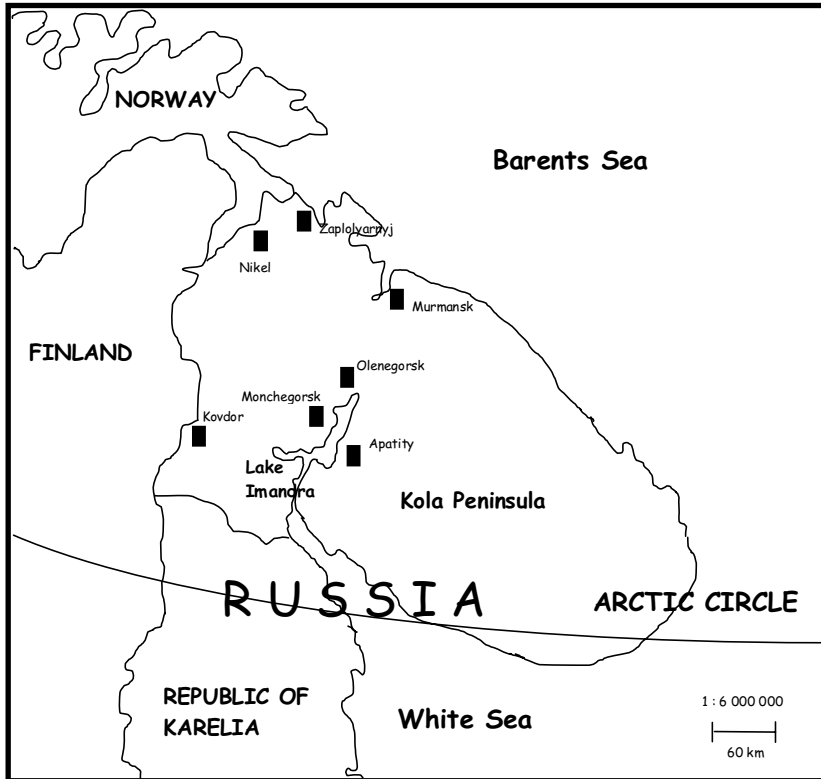 NORWAY
Barents Sea
Zaplolyarnyj
Nikel
Murmansk
FINLAND
Olenegorsk
Monchegorsk
Kovdor
Apatity
Lake
Imandra
Kola Peninsula
RUSSIA
ARCTIC CIRCLE
REPUBLIC OF
KARELIA
White Sea
1 : 6 000 000
60 km